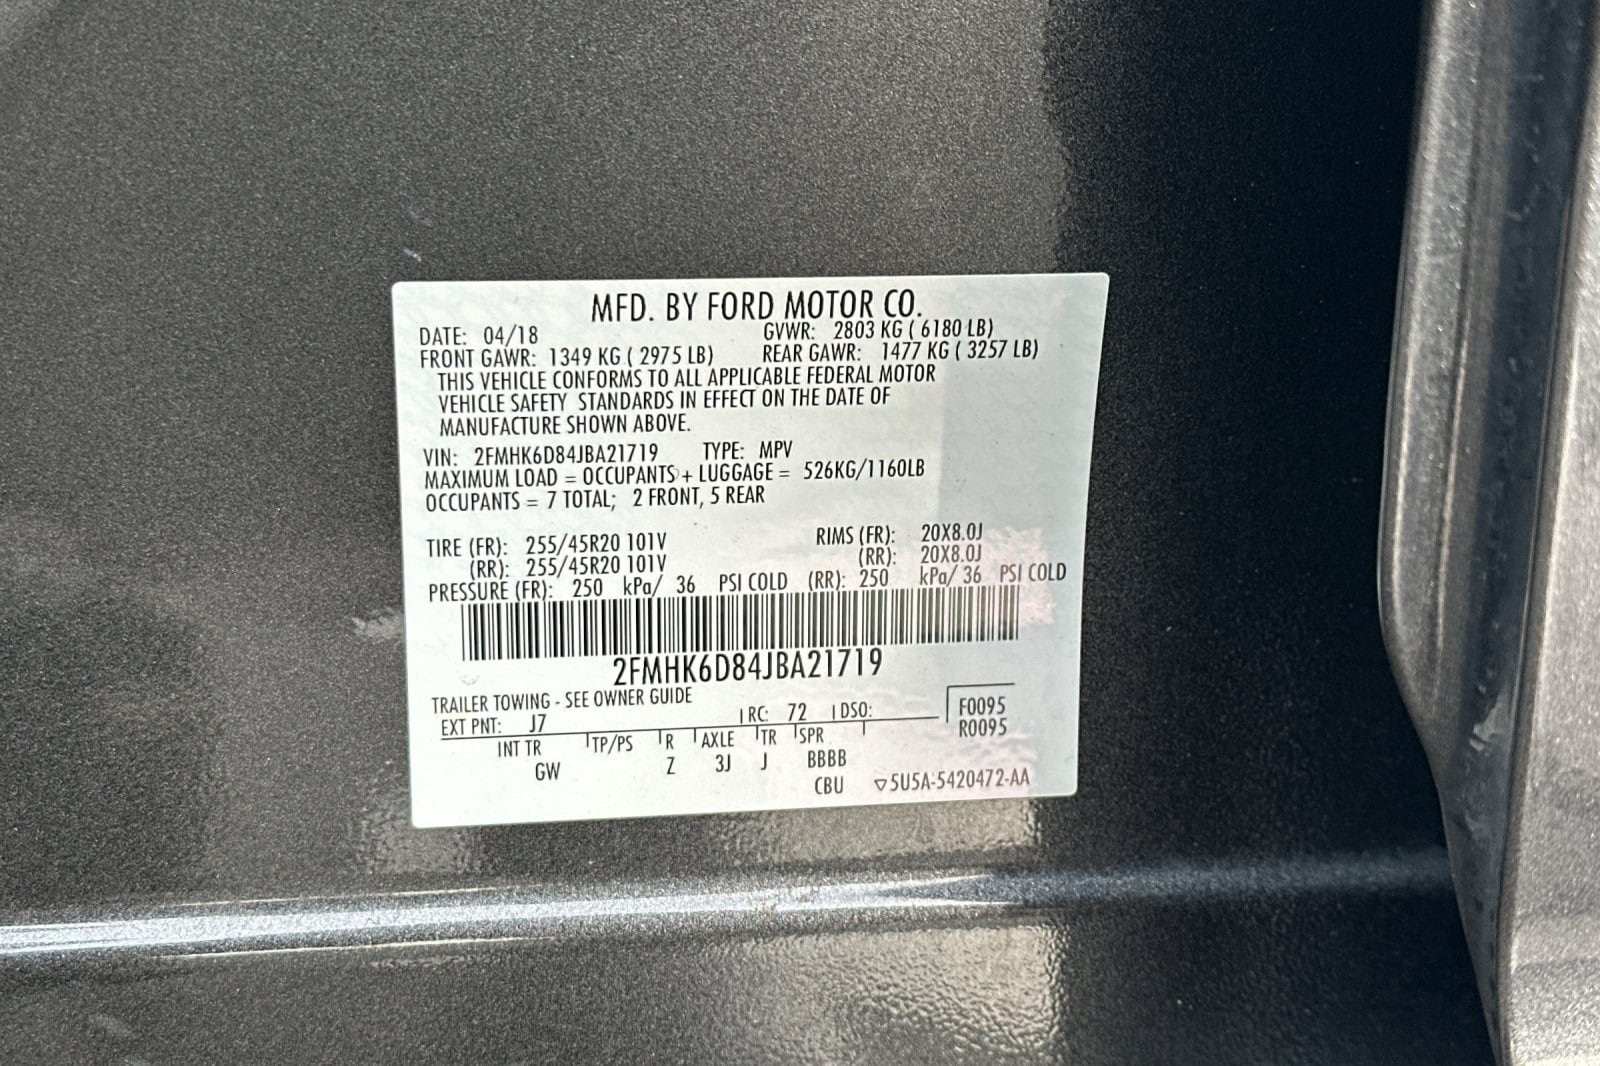 MFD. BY FORD MOTOR CO.
DATE: 04/18 GVWR: 2803 KG ( 6180 LB)
FRONT GAWR: 1349 KG ( 2975 LB) REAR GAWR: 1477 KG ( 3257 LB)
THIS VEHICLE CONFORMS TO ALL APPLICABLE FEDERAL MOTOR
VEHICLE SAFETY STANDARDS IN EFFECT ON THE DATE OF
MANUFACTURE SHOWN ABOVE.
VIN: 2FMHK6D84JBA21719 TYPE: MPV
MAXIMUM LOAD = OCCUPANTS + LUGGAGE = 526KG/1160LB
OCCUPANTS = 7 TOTAL; 2 FRONT, 5 REAR
TIRE (FR): 255/45R20 101V RIMS (FR): 20X8.0J
(RR): 255/45R20 101V (RR): 20X8.0J
PRESSURE (FR): 250 kPa/ 36 PSI COLD (RR): 250 kPa/ 36 PSI COLD
2FMHK6D84JBA21719
TRAILER TOWING - SEE OWNER GUIDE
EXT PNT: J7 RC: 72 DSO: F0095
R0095
INT TR TP/PS R AXLE TR SPR
GW Z 3J J BBBB
CBU ▽5U5A-5420472-AA